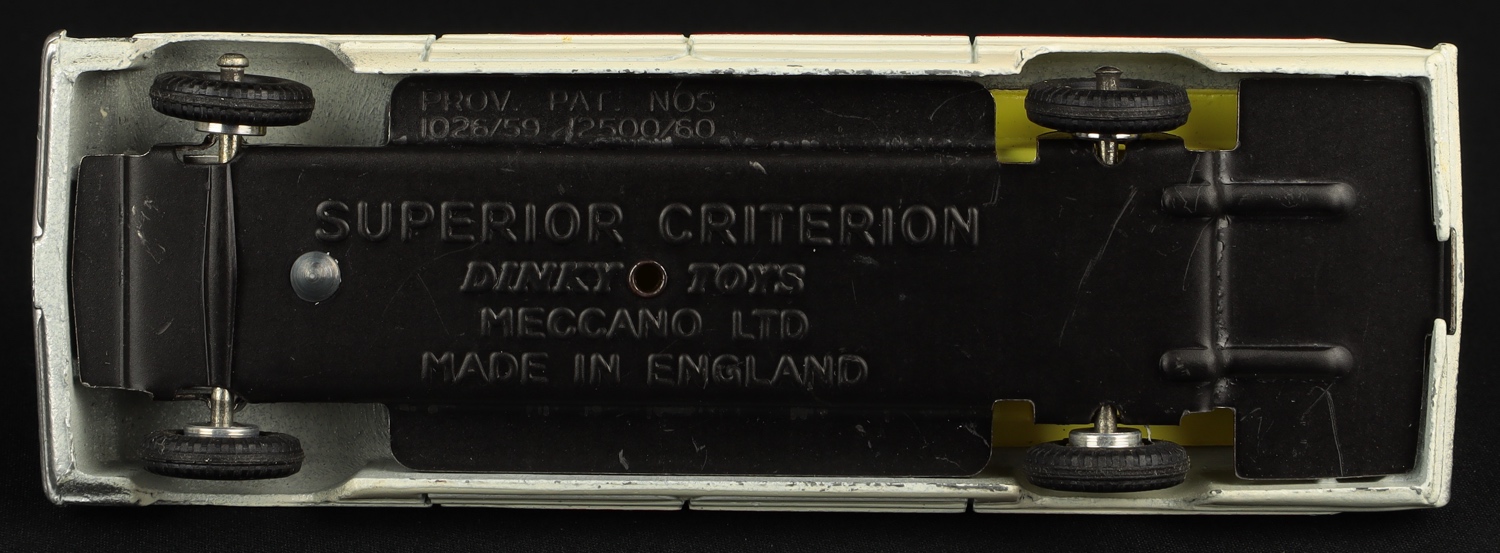 PROV. PAT. NOS
1026/59 12500/60
SUPERIOR CRITERION
DINKY TOYS
MECCANO LTD
MADE IN ENGLAND